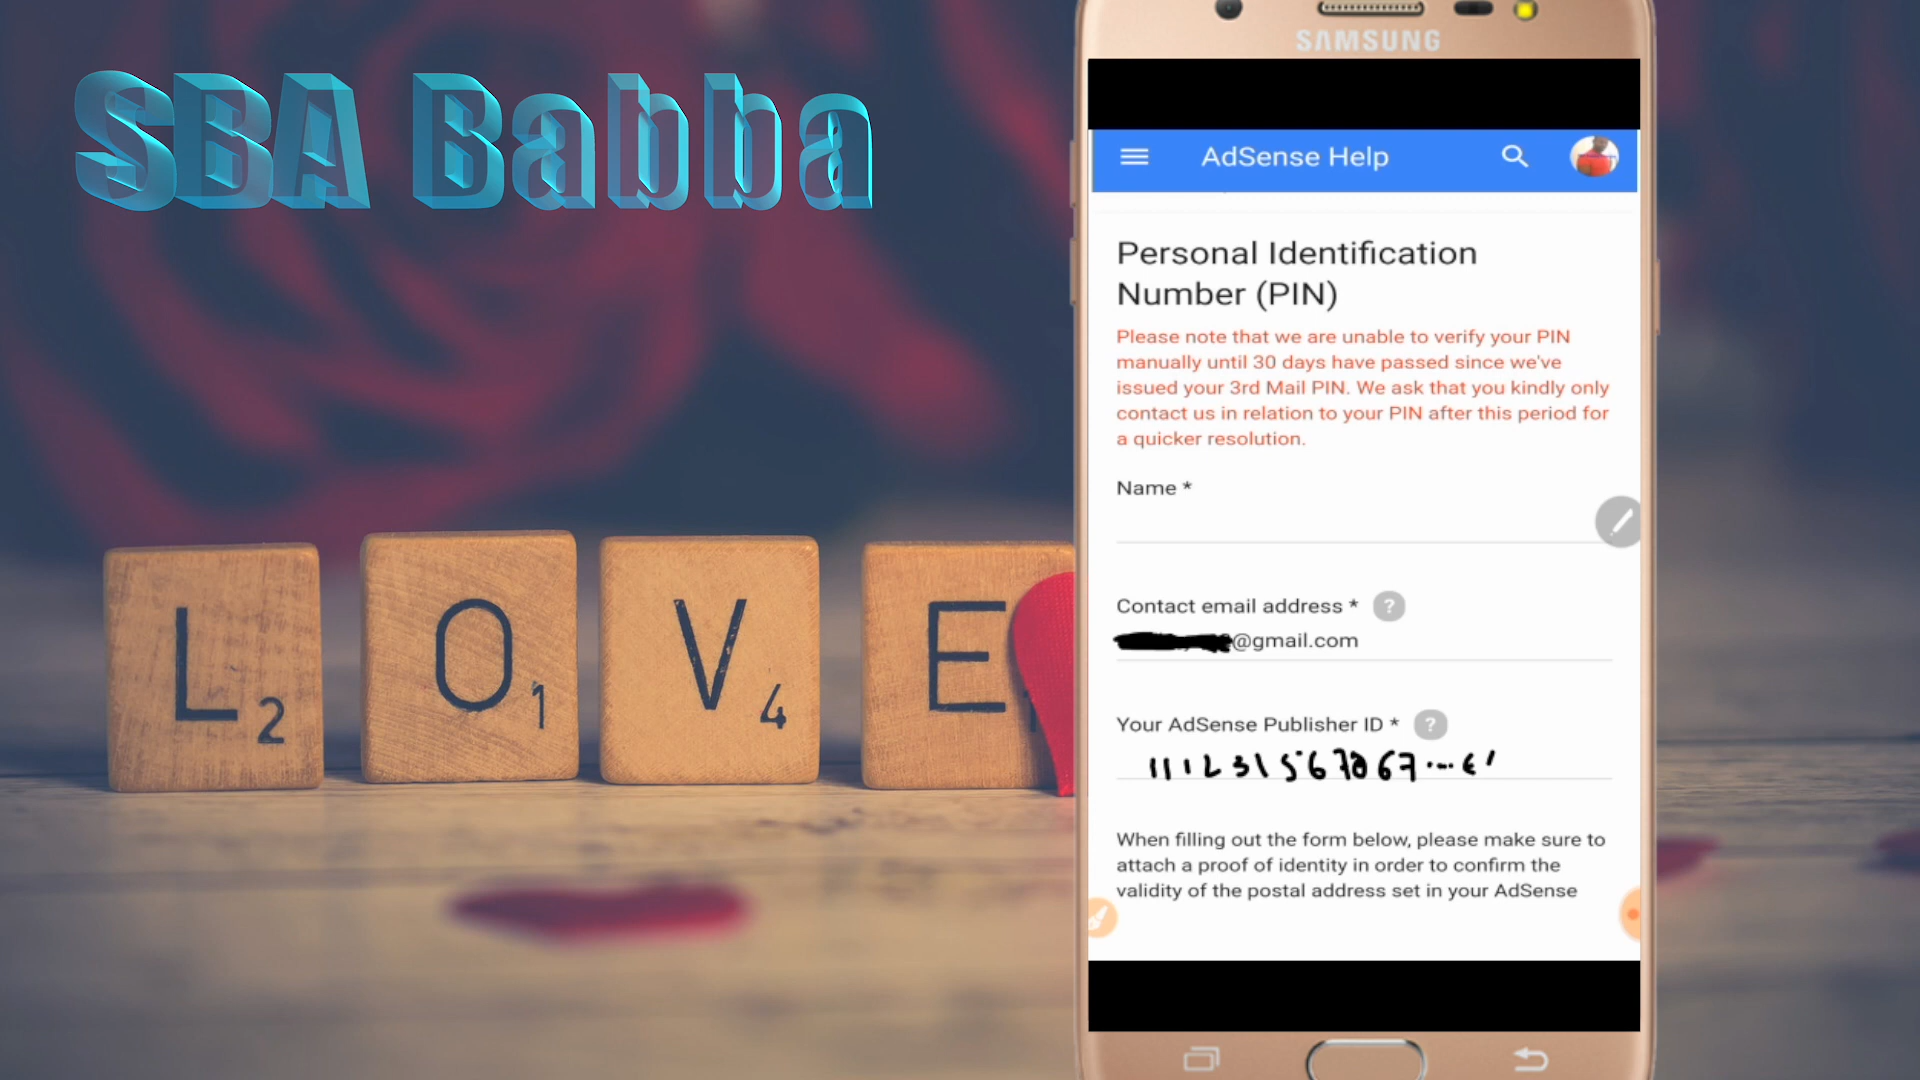 SBA Babba
L2 O1 V4 E1
SAMSUNG
AdSense Help
Personal Identification
Number (PIN)
Please note that we are unable to verify your PIN
manually until 30 days have passed since we've
issued your 3rd Mail PIN. We ask that you kindly only
contact us in relation to your PIN after this period for
a quicker resolution.
Name *
Contact email address * ?
@gmail.com
Your AdSense Publisher ID * ?
When filling out the form below, please make sure to
attach a proof of identity in order to confirm the
validity of the postal address set in your AdSense